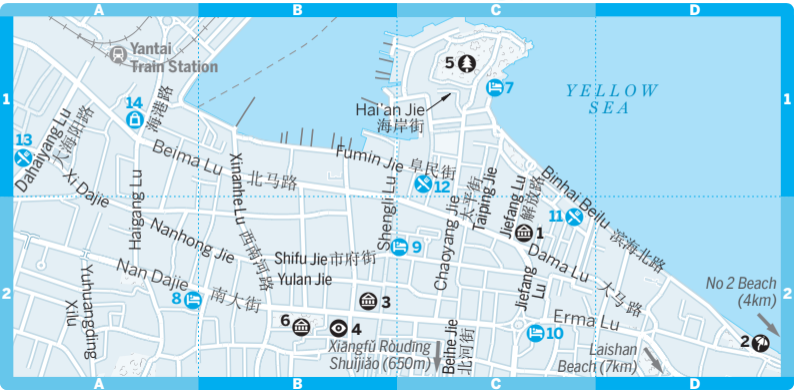 A B C D
1
2
1
2
Yantai
Train Station
5
7
YELLOW
SEA
Hai'an Jie
海岸街
14
海港路
13
Dahaiyang Lu
大海阳路
Beima Lu 北马路
Fumin Jie 阜民街
12
Xi Dajie
Haigang Lu
Xinanhe Lu 西南河路
Shengli Lu
Chaoyang Jie
太平街
Taiping Jie
Jiefang Lu
解放路
Binhai Beilu 滨海北路
11
1
Nanhong Jie
Shifu Jie 市府街
9
Dama Lu 大马路
Yulan Jie
Nan Dajie 南大街
8
Yuhuangding
Xilu
3
6
4
Jiefang
Lu
Erma Lu
10
No 2 Beach
(4km)
2
Xiāngfú Ròudīng
Shuǐjiǎo (650m)
Beihe Jie
北河街
Laishan
Beach (7km)
A B C D